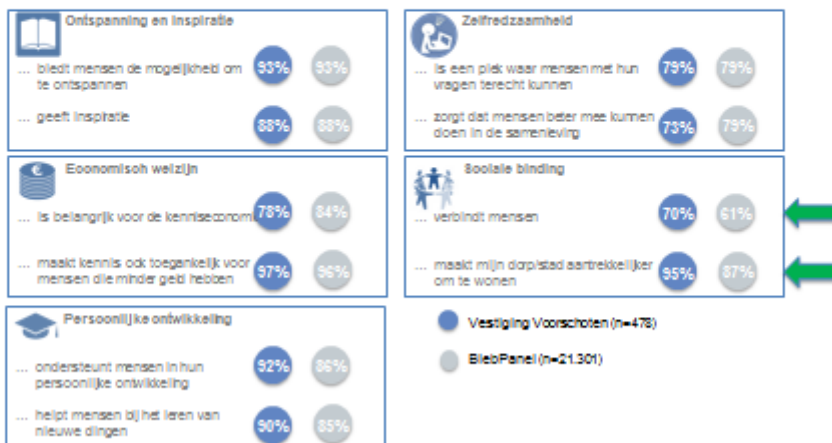 Ontspanning en inspiratie
... biedt mensen de mogelijkheid om
te ontspannen
93% 93%
... geeft inspiratie
88% 88%
Zelfredzaamheid
... is een plek waar mensen met hun
vragen terecht kunnen
79% 79%
... zorgt dat mensen beter mee kunnen
doen in de samenleving
73% 79%
Economisch welzijn
... is belangrijk voor de kenniseconomi
78% 84%
... maakt kennis ook toegankelijk voor
mensen die minder geld hebben
97% 96%
Sociale binding
... verbindt mensen
70% 61%
... maakt mijn dorp/stad aantrekkelijker
om te wonen
95% 87%
Persoonlijke ontwikkeling
... ondersteunt mensen in hun
persoonlijke ontwikkeling
92% 86%
... helpt mensen bij het leren van
nieuwe dingen
90% 85%
Vestiging Voorschoten (n=478)
BiebPanel (n=21.301)